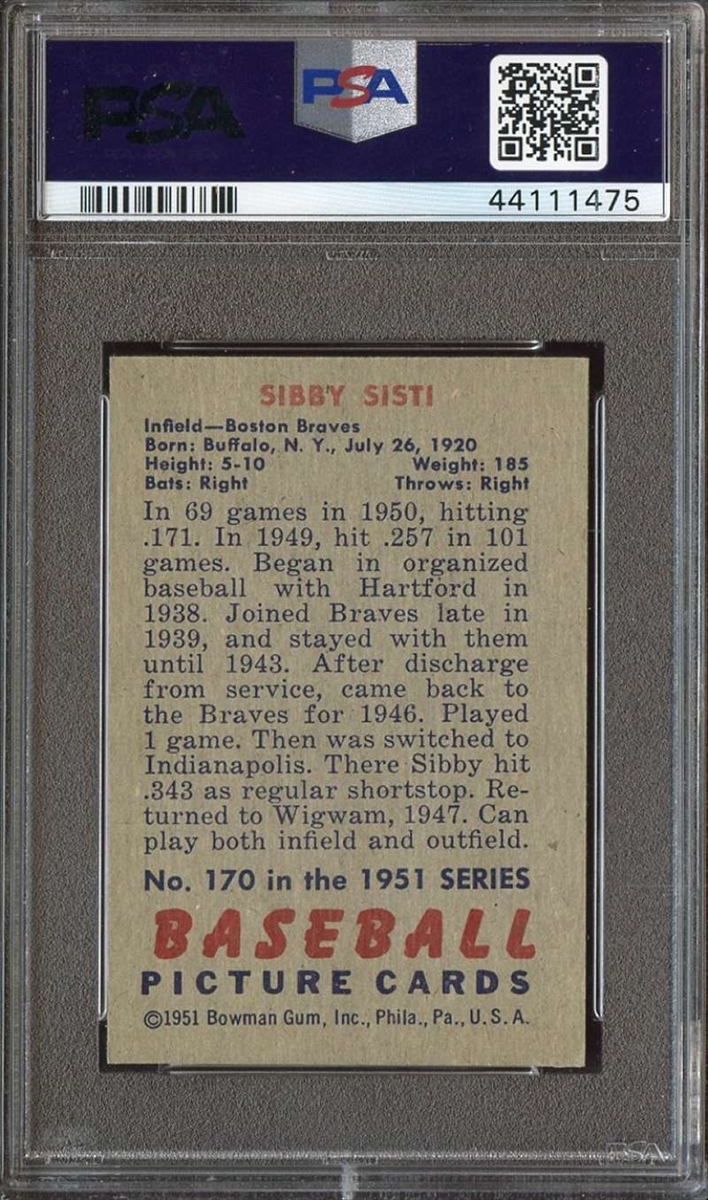 PSA
PSA
44111475
SIBBY SISTI
Infield—Boston Braves
Born: Buffalo, N. Y., July 26, 1920
Height: 5-10 Weight: 185
Bats: Right Throws: Right
In 69 games in 1950, hitting
.171. In 1949, hit .257 in 101
games. Began in organized
baseball with Hartford in
1938. Joined Braves late in
1939, and stayed with them
until 1943. After discharge
from service, came back to
the Braves for 1946. Played
1 game. Then was switched to
Indianapolis. There Sibby hit
.343 as regular shortstop. Re-
turned to Wigwam, 1947. Can
play both infield and outfield.
No. 170 in the 1951 SERIES
BASEBALL
PICTURE CARDS
©1951 Bowman Gum, Inc., Phila., Pa., U. S. A.
PSA